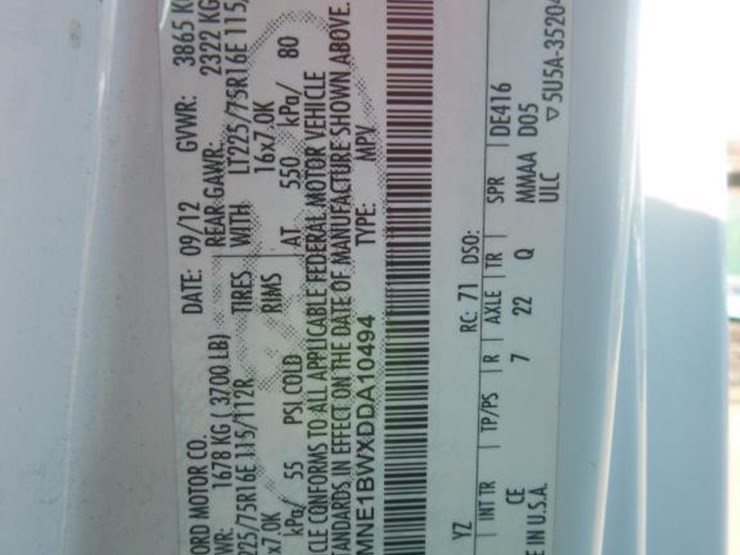 ORD MOTOR CO. DATE: 09/12 GVWR: 3865 K
WR: 1678 KG ( 3700 LB) REAR GAWR: 2322 KG
225/75R16E 115/112R TIRES WITH LT225/75R16E 115/
x7.0K RIMS 16x7.0K
kPa/ 55 PSI COLD AT 550 kPa/ 80
CLE CONFORMS TO ALL APPLICABLE FEDERAL MOTOR VEHICLE
TANDARDS IN EFFECT ON THE DATE OF MANUFACTURE SHOWN ABOVE.
MNE1BWXDDA10494 TYPE: MPV
YZ RC: 71 DSO:
INT TR TP/PS R AXLE TR SPR DE416
CE 7 22 Q MMAA D05
E IN U.S.A. ULC ▽5U5A-35204